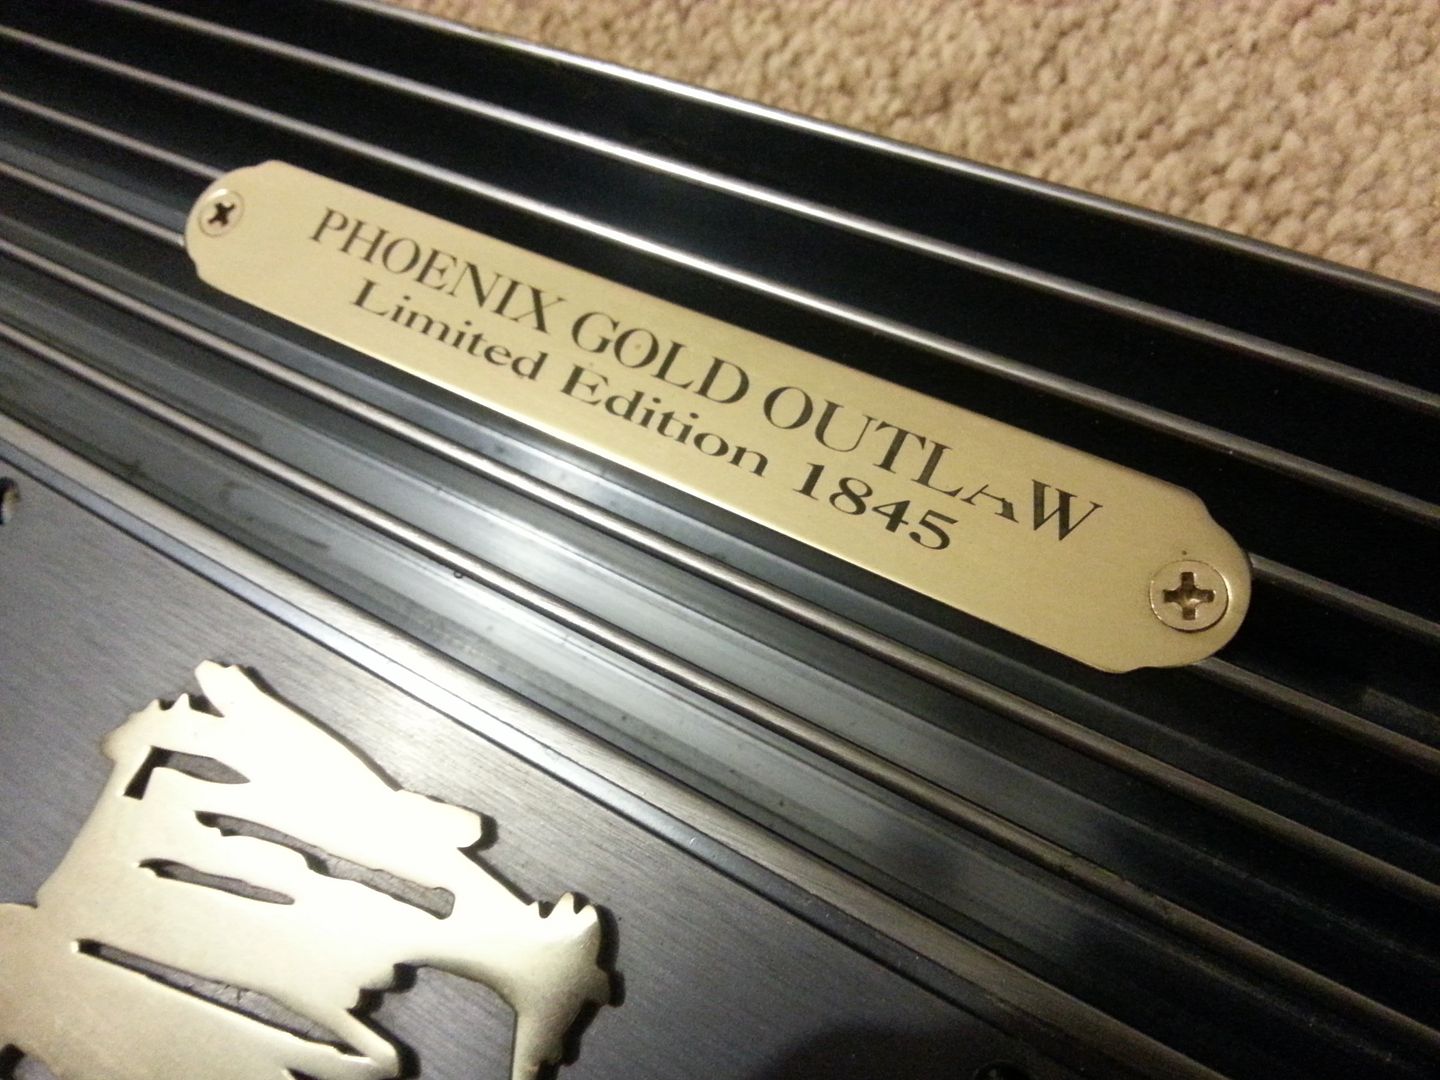 PHOENIX GOLD OUTLAW
Limited Edition 1845